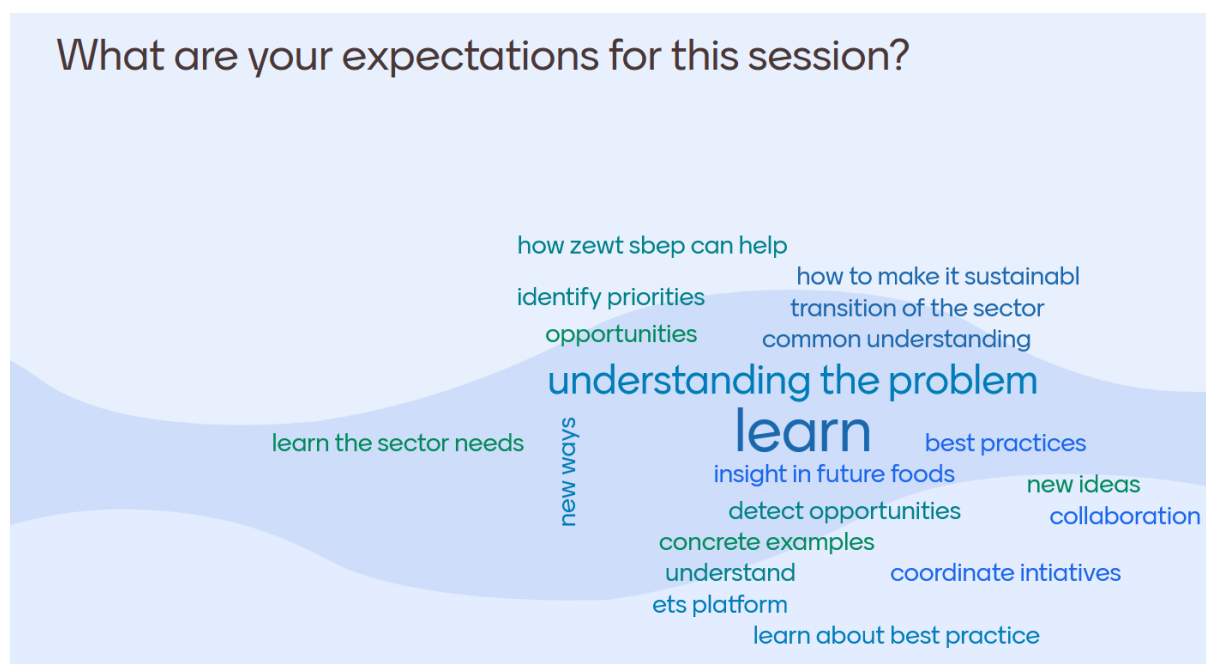 What are your expectations for this session?
how zewt sbep can help
how to make it sustainabl
identify priorities
transition of the sector
opportunities
common understanding
understanding the problem
learn
learn the sector needs
new ways
best practices
insight in future foods
new ideas
detect opportunities
collaboration
concrete examples
understand
coordinate intiatives
ets platform
learn about best practice